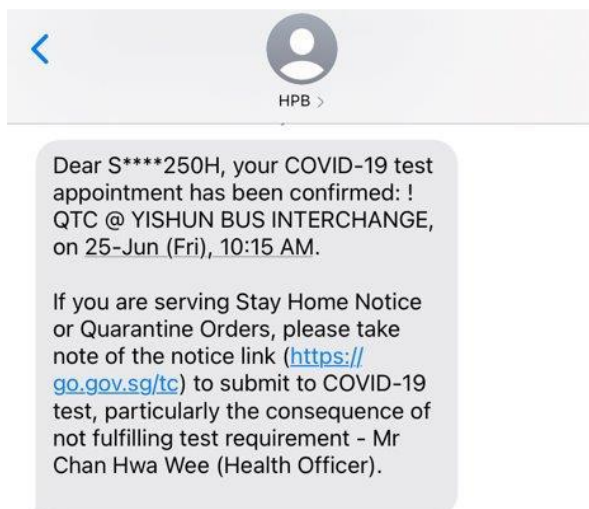 HPB >
Dear S****250H, your COVID-19 test
appointment has been confirmed: !
QTC @ YISHUN BUS INTERCHANGE,
on 25-Jun (Fri), 10:15 AM.
If you are serving Stay Home Notice
or Quarantine Orders, please take
note of the notice link (https://
go.gov.sg/tc) to submit to COVID-19
test, particularly the consequence of
not fulfilling test requirement - Mr
Chan Hwa Wee (Health Officer).